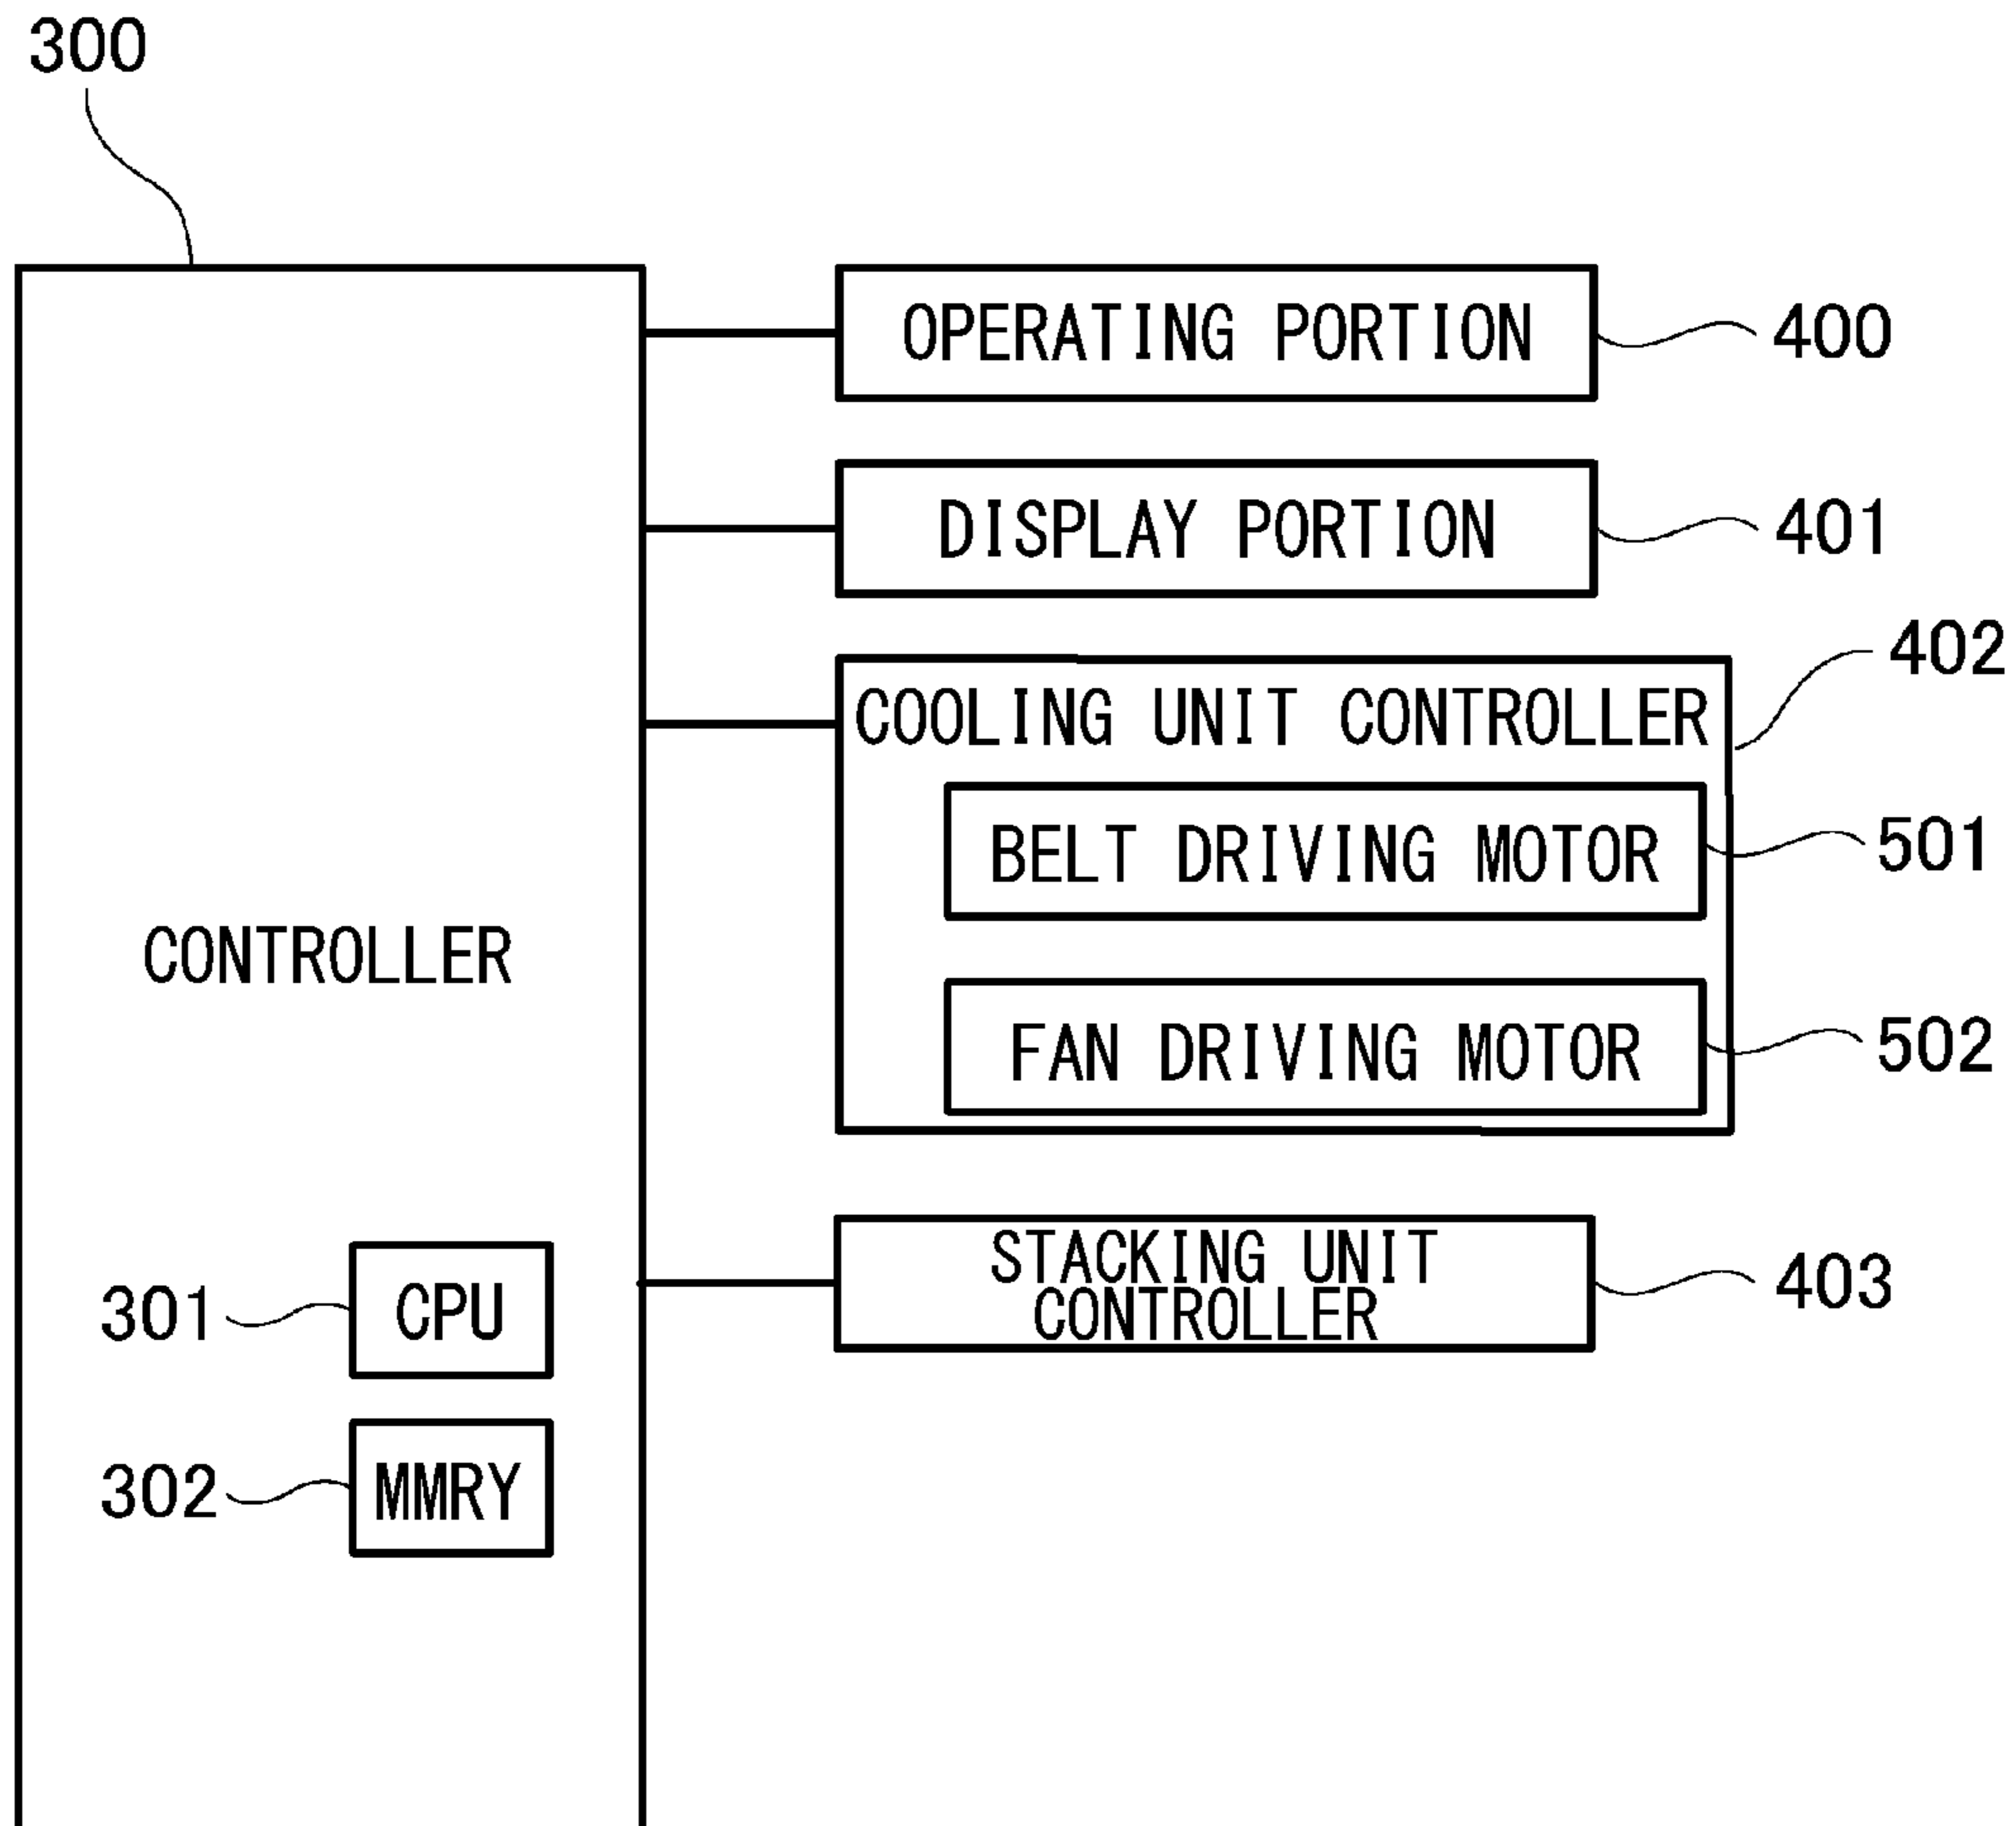 300
OPERATING PORTION
400
DISPLAY PORTION
401
402
COOLING UNIT CONTROLLER
BELT DRIVING MOTOR
501
FAN DRIVING MOTOR
502
CONTROLLER
STACKING UNIT
CONTROLLER
403
301
CPU
302
MMRY